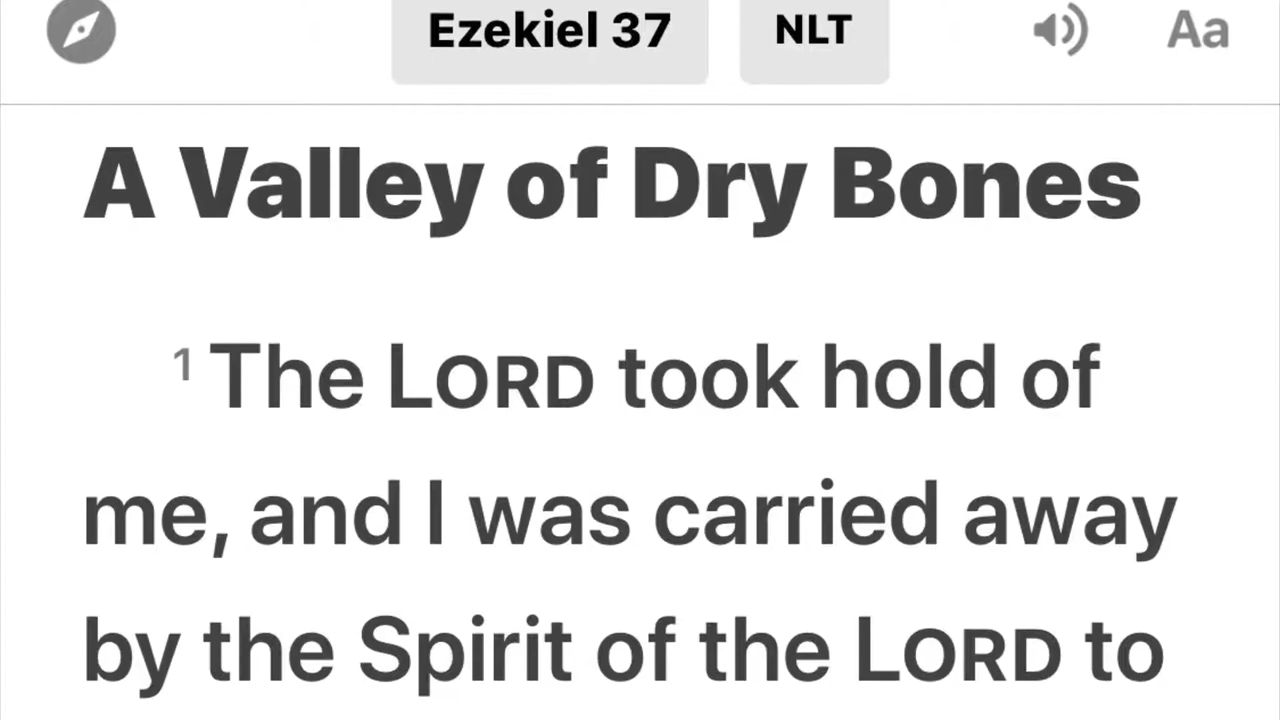 Ezekiel 37 NLT Aa
A Valley of Dry Bones
1 The LORD took hold of
me, and I was carried away
by the Spirit of the LORD to